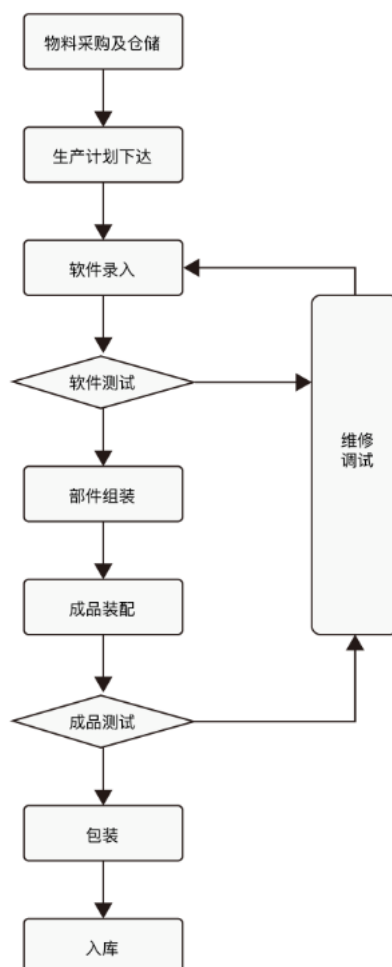 物料采购及仓储
生产计划下达
软件录入
软件测试
维修
调试
部件组装
成品装配
成品测试
包装
入库